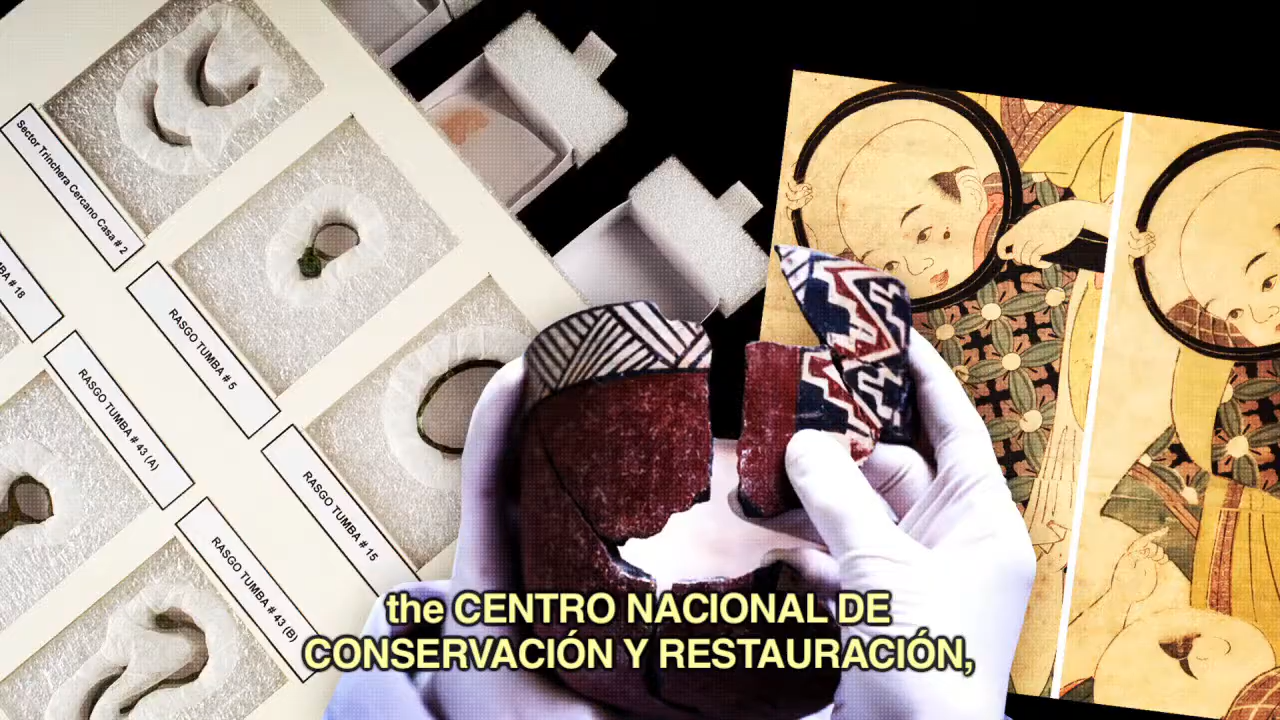 Sector Trinchera Cercano Casa # 2
RASGO TUMBA # 5
RASGO TUMBA # 15
RASGO TUMBA # 43 (A)
RASGO TUMBA # 43 (B)
# 18
the CENTRO NACIONAL DE
CONSERVACIÓN Y RESTAURACIÓN,